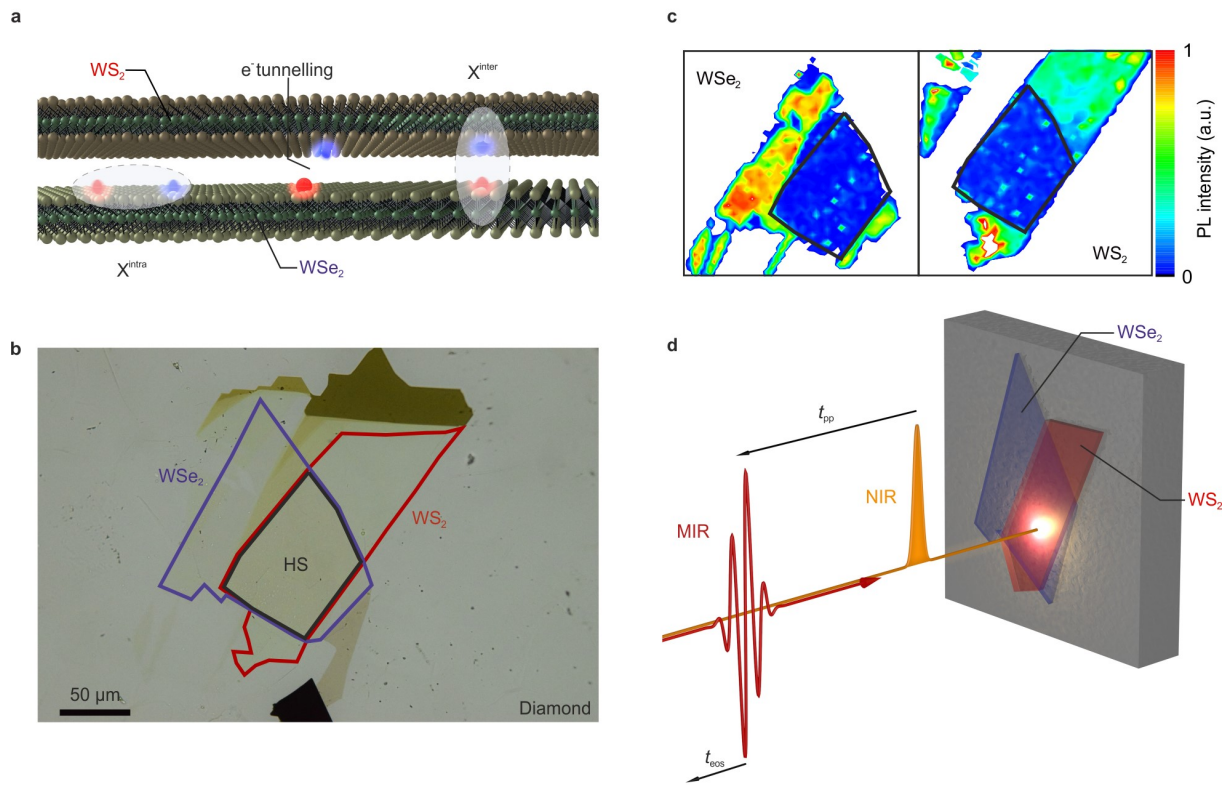 a
WS₂
e⁻ tunnelling
Xⁱⁿᵗᵉʳ
Xⁱⁿᵗʳᵃ
WSe₂
b
WSe₂
WS₂
HS
50 µm
Diamond
c
WSe₂
WS₂
1
0
PL intensity (a.u.)
d
WSe₂
WS₂
tₚₚ
NIR
MIR
t_eos